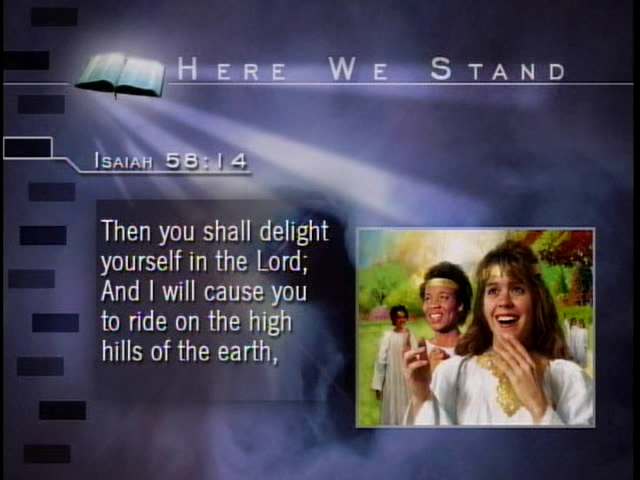 HERE WE STAND
ISAIAH 58:14
Then you shall delight
yourself in the Lord;
And I will cause you
to ride on the high
hills of the earth,